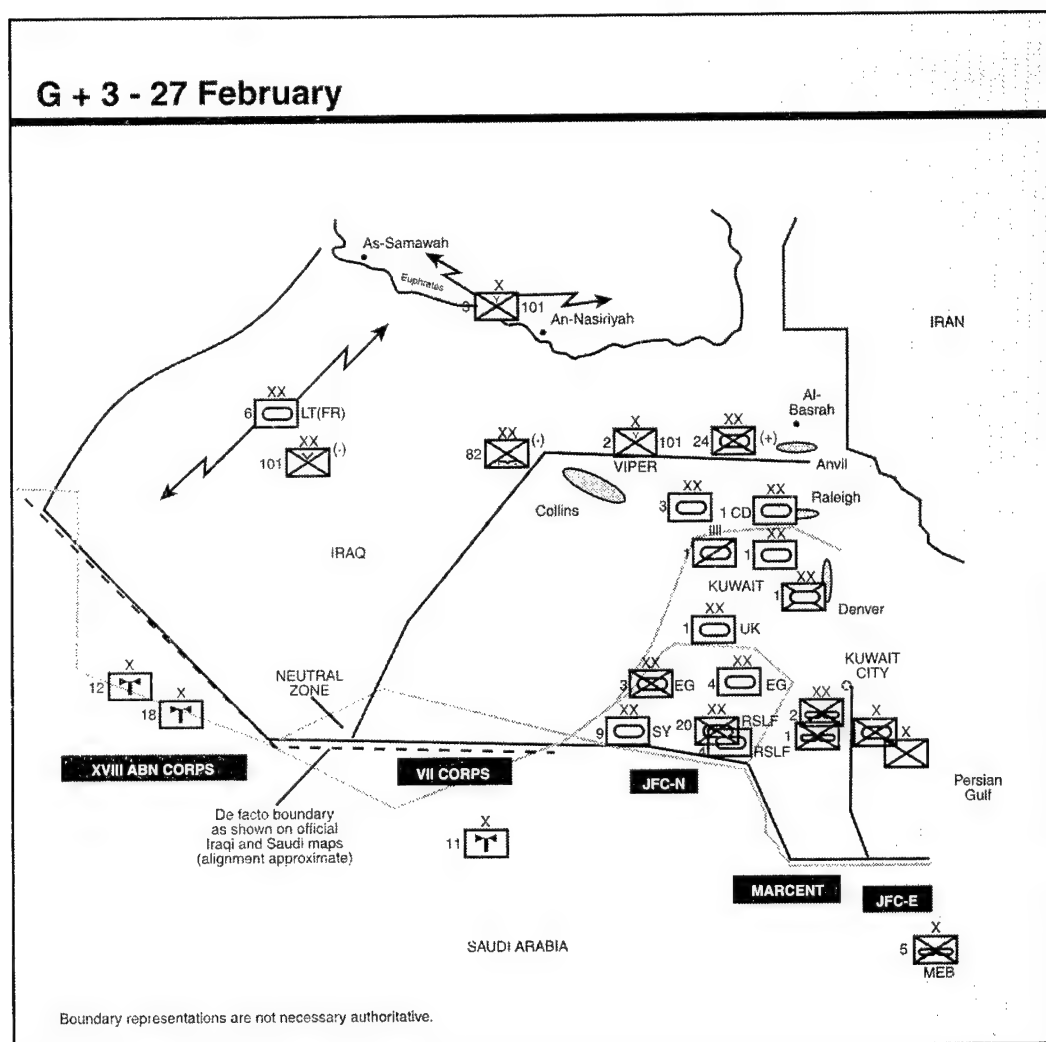 G + 3 - 27 February
As-Samawah
Euphrates
X
3 101
An-Nasiriyah
IRAN
XX
6 LT(FR)
XX
101 (-)
XX
82 (-)
X
2 101
VIPER
XX
24 (+)
Al-
Basrah
Anvil
Collins
XX
3
XX
1 CD
Raleigh
IRAQ
IIII
1
XX
1
KUWAIT
XX
1
Denver
XX
1 UK
XX
3 EG
XX
4 EG
KUWAIT
CITY
NEUTRAL
ZONE
X
12
X
18
XX
9 SY
XX
20 RSLF
4 RSLF
XX
2
1
X
X
XVIII ABN CORPS
VII CORPS
JFC-N
Persian
Gulf
De facto boundary
as shown on official
Iraqi and Saudi maps
(alignment approximate)
X
11
MARCENT
JFC-E
SAUDI ARABIA
X
5
MEB
Boundary representations are not necessary authoritative.